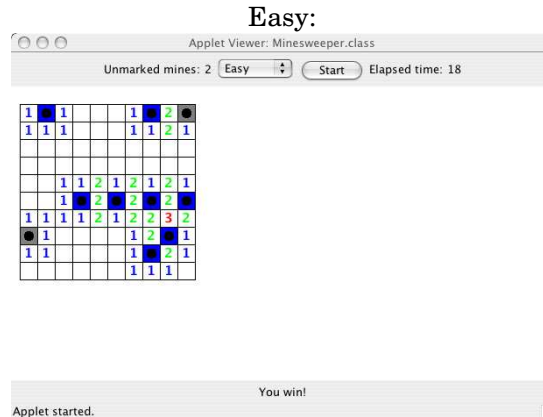 Easy:
Applet Viewer: Minesweeper.class
Unmarked mines: 2 Easy Start Elapsed time: 18
1 1 1 2
1 1 1 1 1 2 1
1 1 2 1 2 1 2 1
1 2 2 2
1 1 1 1 2 1 2 2 3 2
1 1 2 1
1 1 1 2 1
1 1 1
You win!
Applet started.